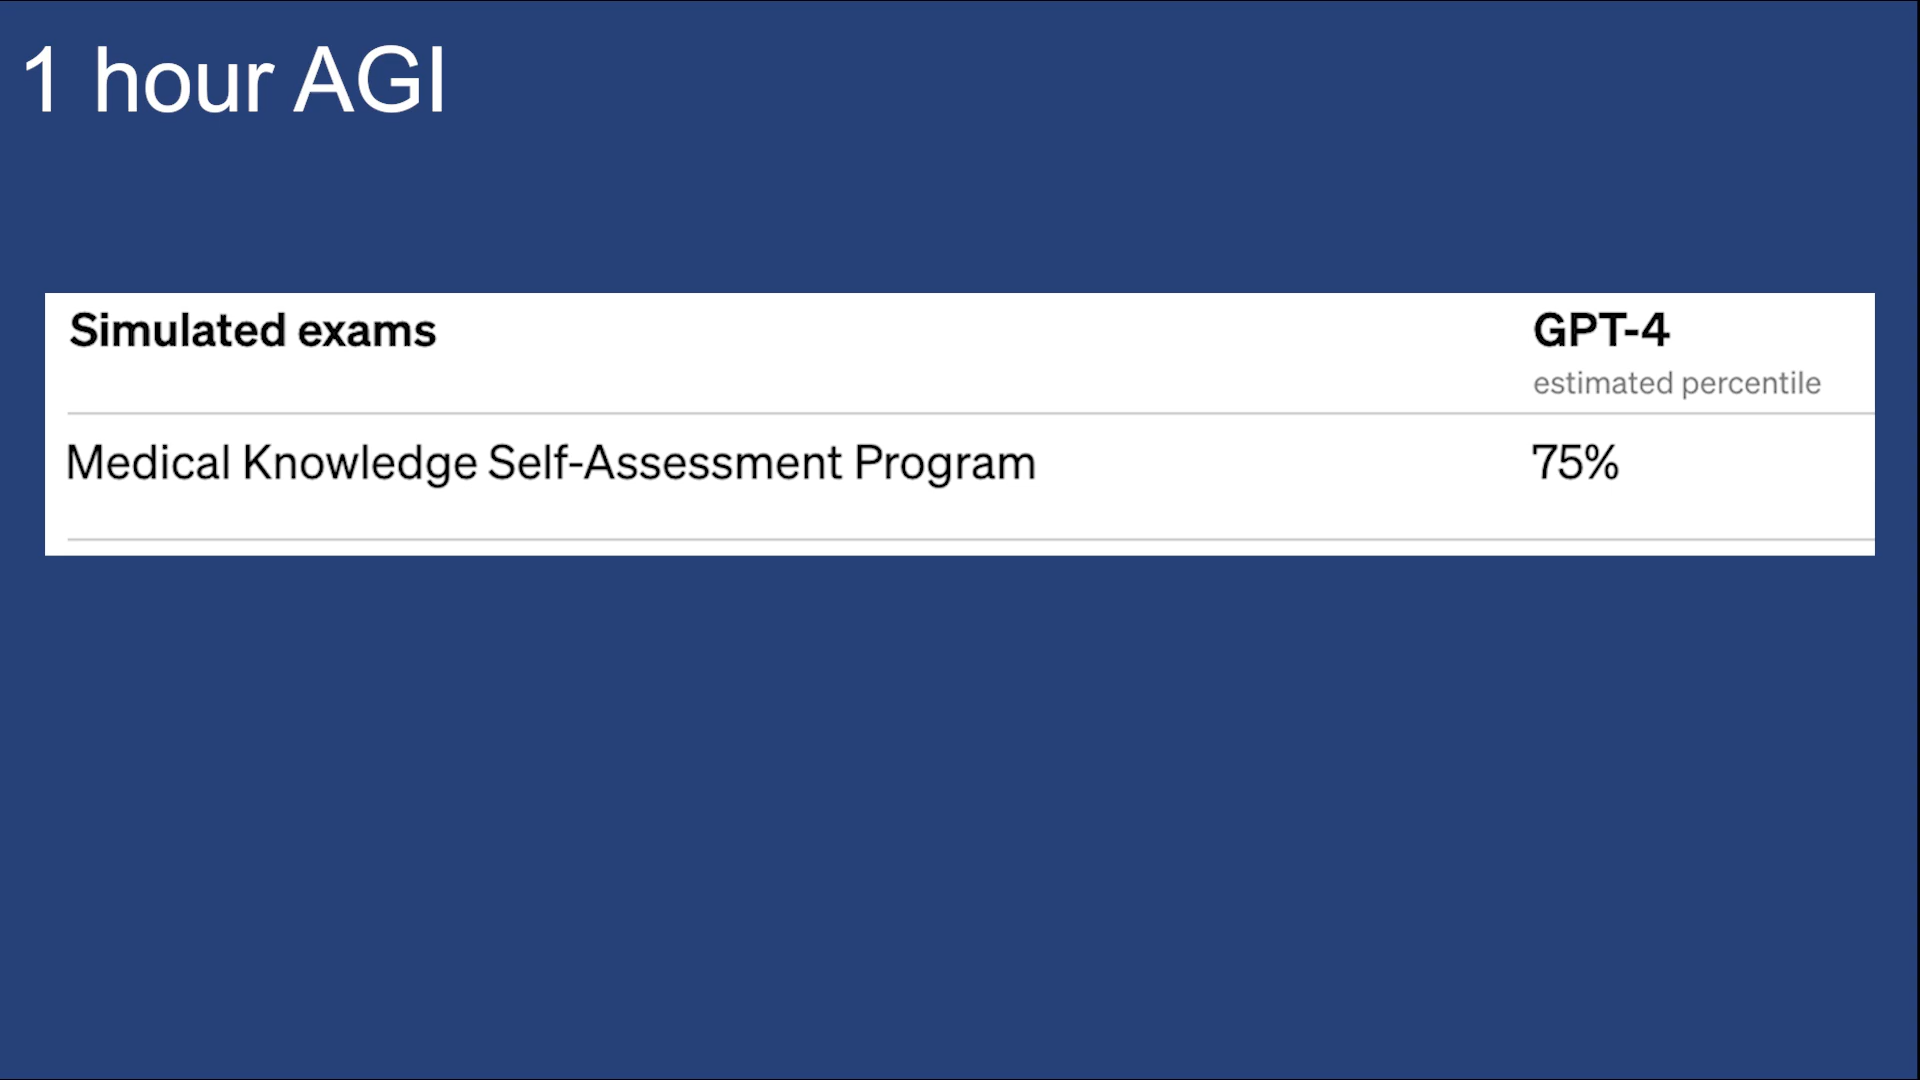 1 hour AGI
Simulated exams
GPT-4
estimated percentile
Medical Knowledge Self-Assessment Program
75%